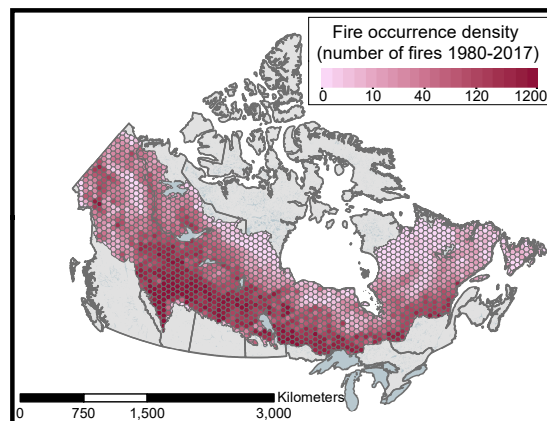 Fire occurrence density
(number of fires 1980-2017)
0 10 40 120 1200
Kilometers
0 750 1,500 3,000